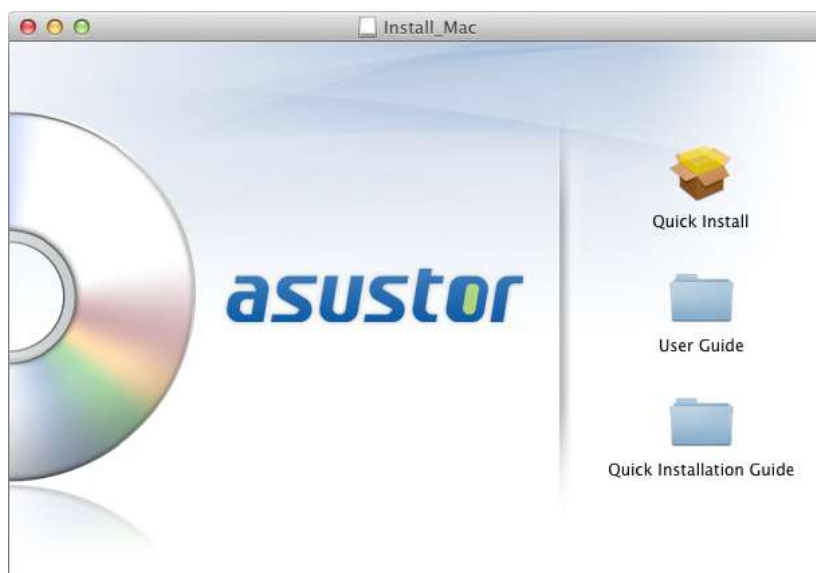 Install_Mac
asustor
Quick Install
User Guide
Quick Installation Guide